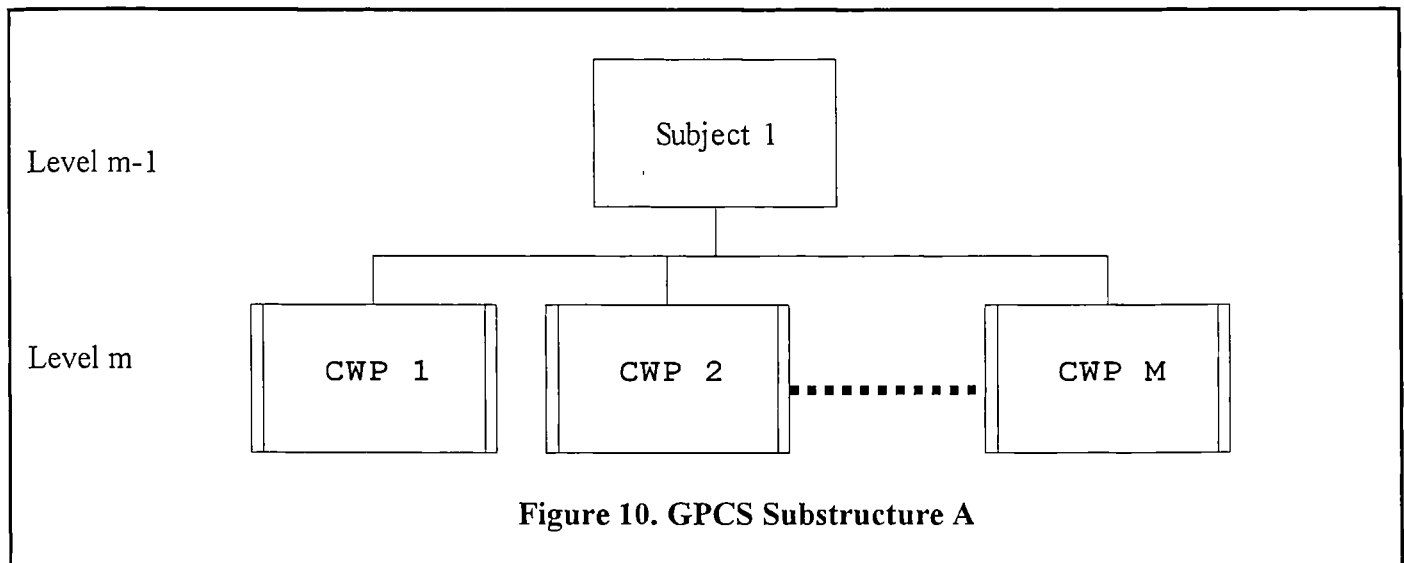 Subject 1
Level m-1
CWP 1
CWP 2
CWP M
Level m
Figure 10. GPCS Substructure A